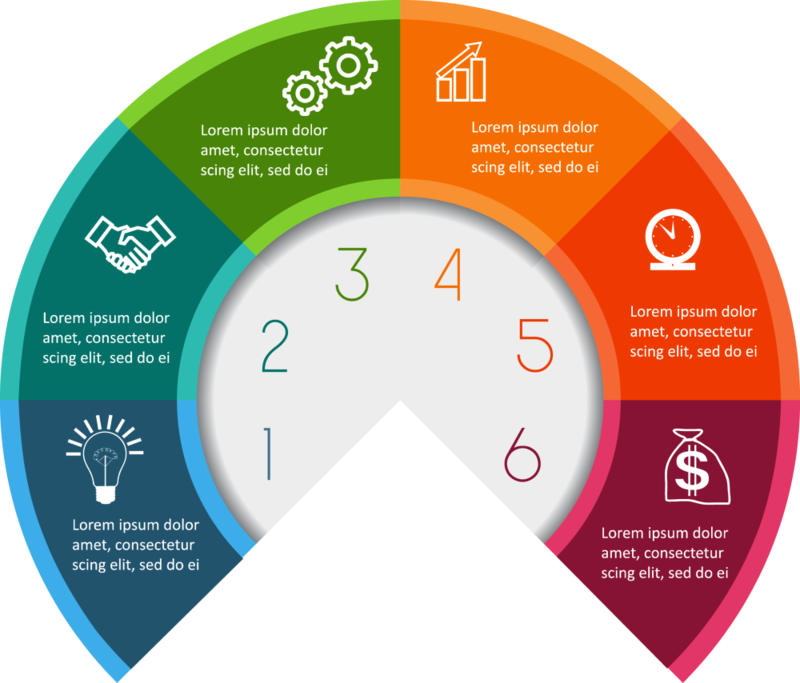 1
Lorem ipsum dolor
amet, consectetur
scing elit, sed do ei
2
Lorem ipsum dolor
amet, consectetur
scing elit, sed do ei
3
Lorem ipsum dolor
amet, consectetur
scing elit, sed do ei
4
Lorem ipsum dolor
amet, consectetur
scing elit, sed do ei
5
Lorem ipsum dolor
amet, consectetur
scing elit, sed do ei
6
$
Lorem ipsum dolor
amet, consectetur
scing elit, sed do ei